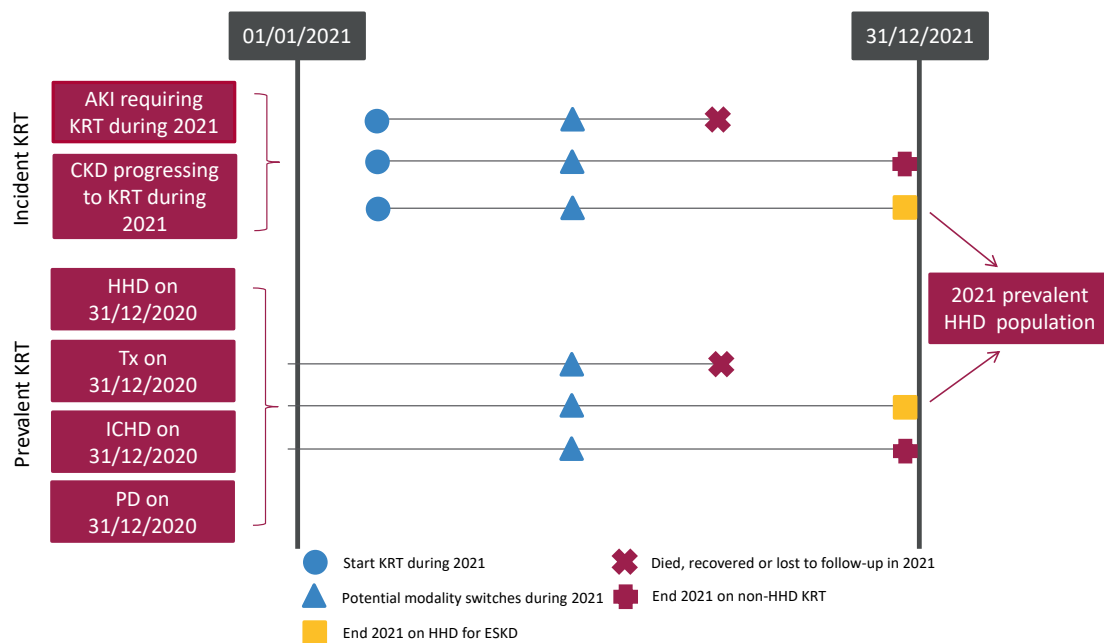 01/01/2021
31/12/2021
Incident KRT
AKI requiring
KRT during 2021
CKD progressing
to KRT during
2021
Prevalent KRT
HHD on
31/12/2020
Tx on
31/12/2020
ICHD on
31/12/2020
PD on
31/12/2020
2021 prevalent
HHD population
Start KRT during 2021
Died, recovered or lost to follow-up in 2021
Potential modality switches during 2021
End 2021 on non-HHD KRT
End 2021 on HHD for ESKD